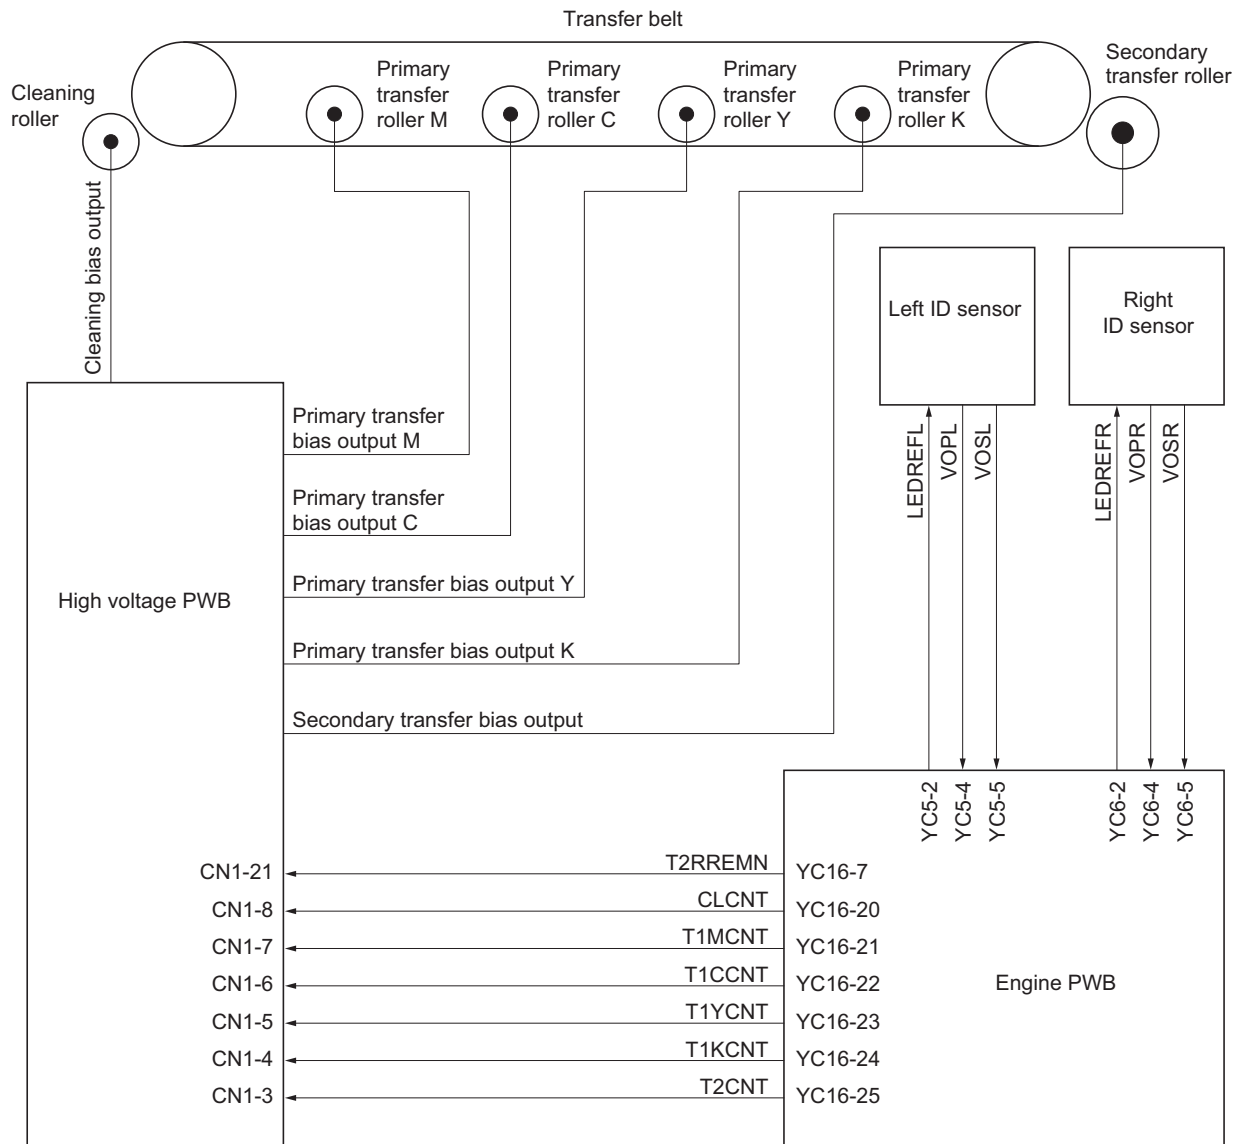 Transfer belt
Cleaning
roller
Primary
transfer
roller M
Primary
transfer
roller C
Primary
transfer
roller Y
Primary
transfer
roller K
Secondary
transfer roller
Cleaning bias output
Left ID sensor
Right
ID sensor
LEDREFL
VOPL
VOSL
LEDREFR
VOPR
VOSR
Primary transfer
bias output M
Primary transfer
bias output C
Primary transfer bias output Y
Primary transfer bias output K
Secondary transfer bias output
High voltage PWB
YC5-2
YC5-4
YC5-5
YC6-2
YC6-4
YC6-5
CN1-21 T2RREMN YC16-7
CN1-8 CLCNT YC16-20
CN1-7 T1MCNT YC16-21
CN1-6 T1CCNT YC16-22
CN1-5 T1YCNT YC16-23
CN1-4 T1KCNT YC16-24
CN1-3 T2CNT YC16-25
Engine PWB